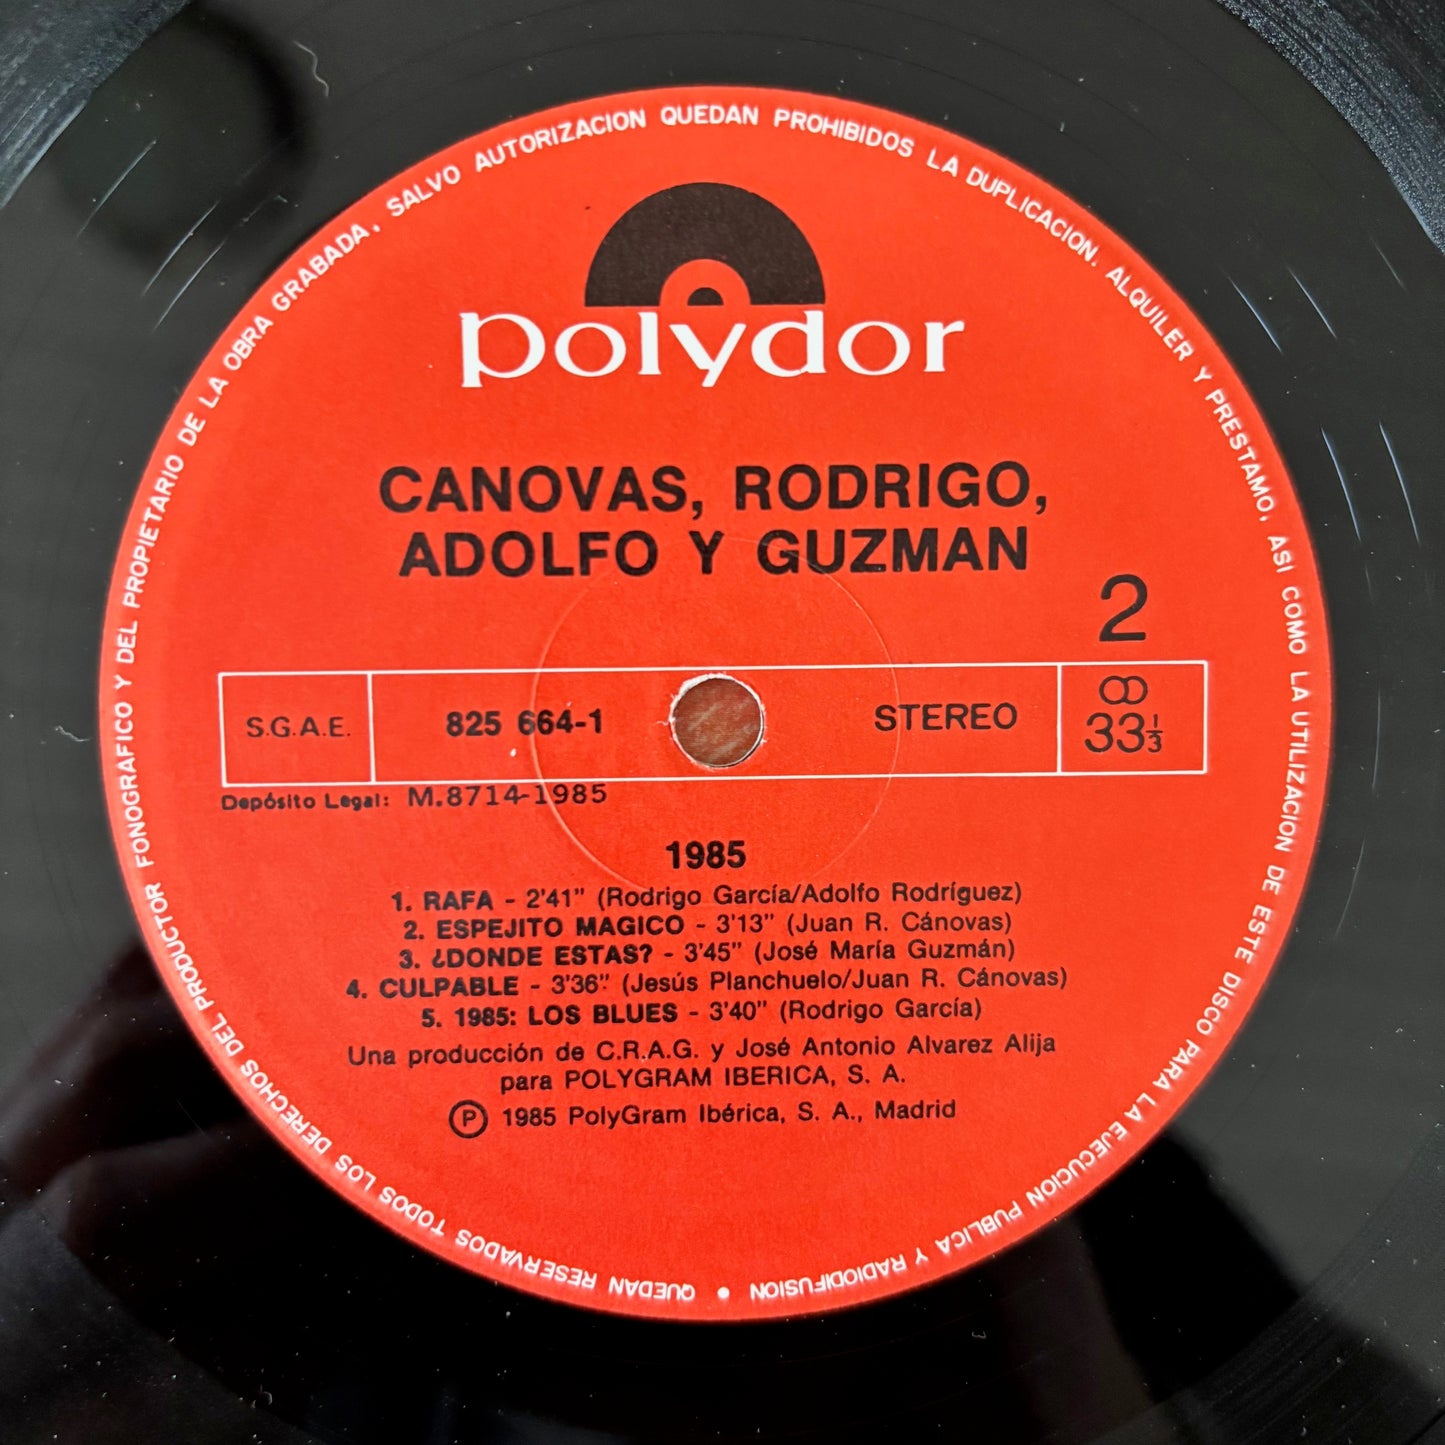 QUEDAN RESERVADOS TODOS LOS DERECHOS DEL PRODUCTOR FONOGRAFICO Y DEL PROPIETARIO DE LA OBRA GRABADA, SALVO AUTORIZACION QUEDAN PROHIBIDOS LA DUPLICACION, ALQUILER Y PRESTAMO, ASI COMO LA UTILIZACION DE ESTE DISCO PARA LA EJECUCION PUBLICA Y RADIODIFUSION •
polydor
CANOVAS, RODRIGO,
ADOLFO Y GUZMAN
2
S.G.A.E. 825 664-1 STEREO
33⅓
Depósito Legal: M.8714-1985
1985
1. RAFA - 2'41" (Rodrigo García/Adolfo Rodríguez)
2. ESPEJITO MAGICO - 3'13" (Juan R. Cánovas)
3. ¿DONDE ESTAS? - 3'45" (José María Guzmán)
4. CULPABLE - 3'36" (Jesús Planchuelo/Juan R. Cánovas)
5. 1985: LOS BLUES - 3'40" (Rodrigo García)
Una producción de C.R.A.G. y José Antonio Alvarez Alija
para POLYGRAM IBERICA, S. A.
Ⓟ 1985 PolyGram Ibérica, S. A., Madrid